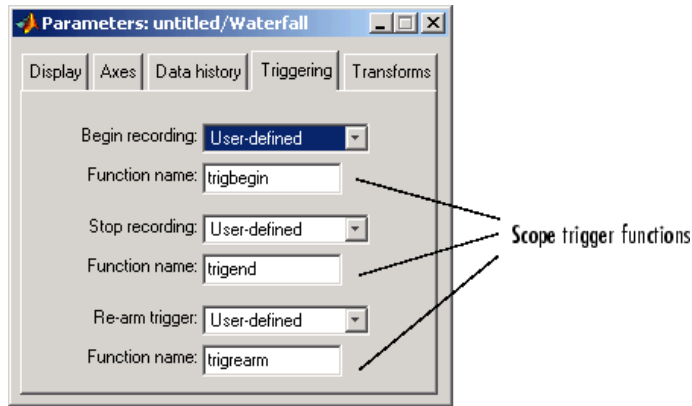 Parameters: untitled/Waterfall
Display Axes Data history Triggering Transforms
Begin recording: User-defined
Function name: trigbegin
Stop recording: User-defined
Function name: trigend
Re-arm trigger: User-defined
Function name: trigrearm
Scope trigger functions